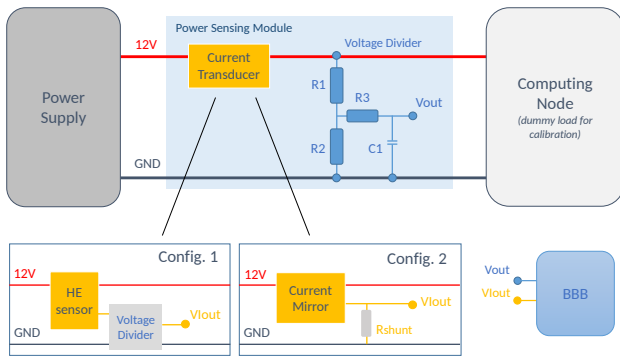 Power Sensing Module
12V
Current
Transducer
Voltage Divider
Power
Supply
R1
R3
Vout
Computing
Node
(dummy load for
calibration)
R2
C1
GND
Config. 1
12V
HE
sensor
VIout
Voltage
Divider
GND
Config. 2
12V
Current
Mirror
VIout
Rshunt
GND
Vout
VIout
BBB